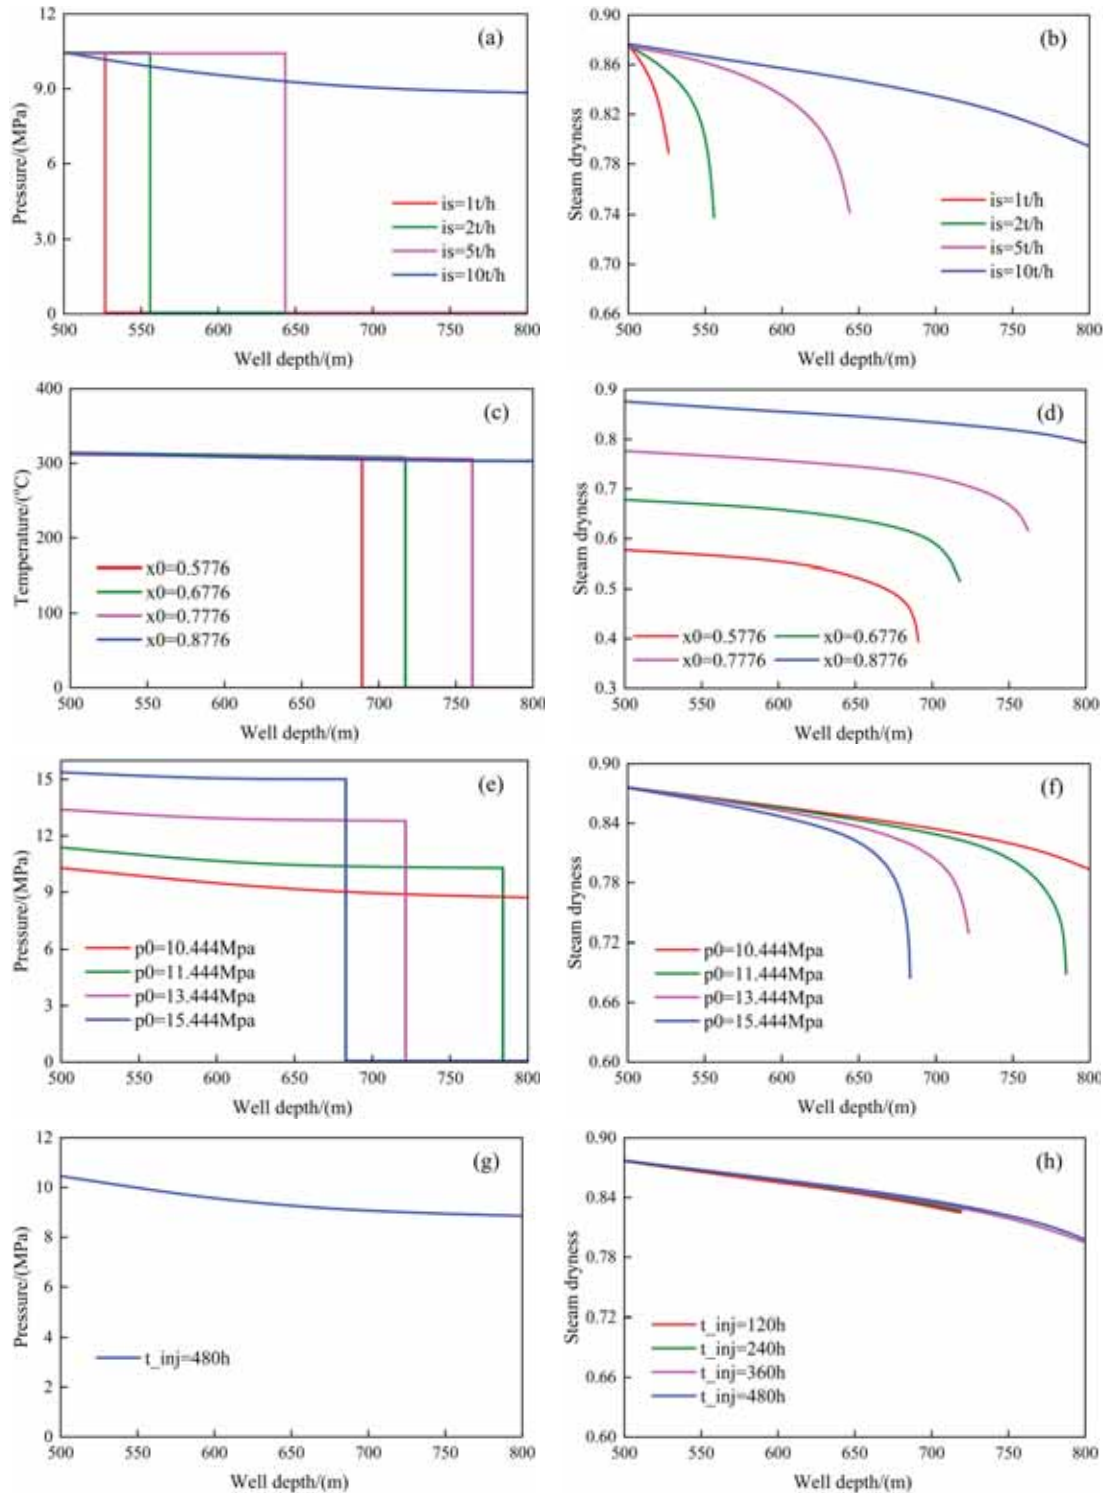 12
9.0
6
3.0
0
Pressure/(MPa)
(a)
is=1t/h
is=2t/h
is=5t/h
is=10t/h
500 550 600 650 700 750 800
Well depth/(m)
0.90
0.86
0.82
0.78
0.74
0.70
0.66
Steam dryness
(b)
is=1t/h
is=2t/h
is=5t/h
is=10t/h
500 550 600 650 700 750 800
Well depth/(m)
400
300
200
100
0
Temperature/(°C)
(c)
x0=0.5776
x0=0.6776
x0=0.7776
x0=0.8776
500 550 600 650 700 750 800
Well depth/(m)
0.9
0.8
0.7
0.6
0.5
0.4
0.3
Steam dryness
(d)
x0=0.5776 x0=0.6776
x0=0.7776 x0=0.8776
500 550 600 650 700 750 800
Well depth/(m)
15
12
9
6
3
0
Pressure/(MPa)
(e)
p0=10.444Mpa
p0=11.444Mpa
p0=13.444Mpa
p0=15.444Mpa
500 550 600 650 700 750 800
Well depth/(m)
0.90
0.84
0.78
0.72
0.66
0.60
Steam dryness
(f)
p0=10.444Mpa
p0=11.444Mpa
p0=13.444Mpa
p0=15.444Mpa
500 550 600 650 700 750 800
Well depth/(m)
12
10
8
6
4
2
0
Pressure/(MPa)
(g)
t_inj=480h
500 550 600 650 700 750 800
Well depth/(m)
0.90
0.84
0.78
0.72
0.66
0.60
Steam dryness
(h)
t_inj=120h
t_inj=240h
t_inj=360h
t_inj=480h
500 550 600 650 700 750 800
Well depth/(m)